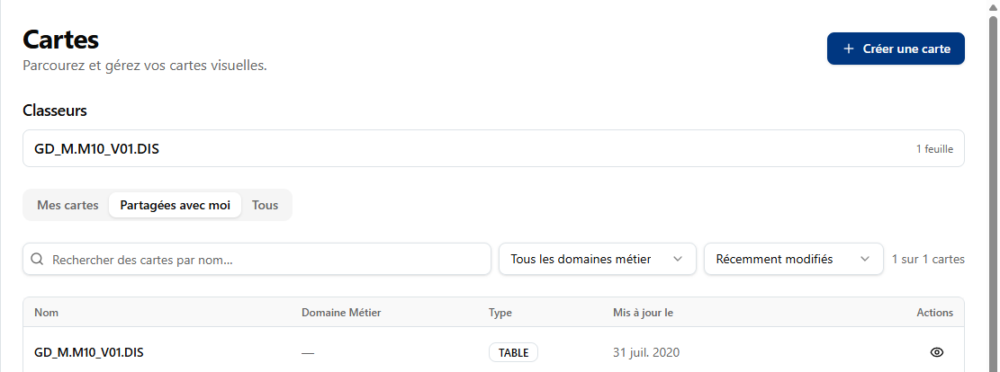 Cartes
Parcourez et gérez vos cartes visuelles.
+ Créer une carte
Classeurs
GD_M.M10_V01.DIS 1 feuille
Mes cartes Partagées avec moi Tous
Rechercher des cartes par nom... Tous les domaines métier Récemment modifiés 1 sur 1 cartes
Nom Domaine Métier Type Mis à jour le Actions
GD_M.M10_V01.DIS — TABLE 31 juil. 2020